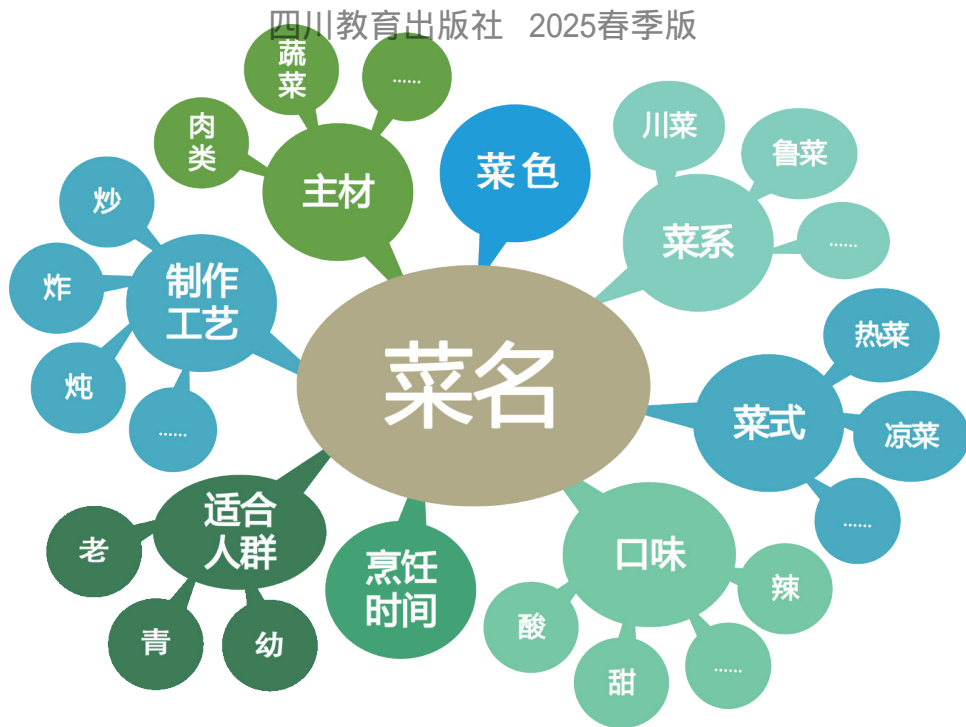 四川教育出版社 2025春季版
菜名
主材
肉
类
蔬
菜
......
菜色
菜系
川菜
鲁菜
......
菜式
热菜
凉菜
......
口味
辣
......
甜
酸
烹饪
时间
适合
人群
幼
青
老
制作
工艺
炒
炸
炖
......